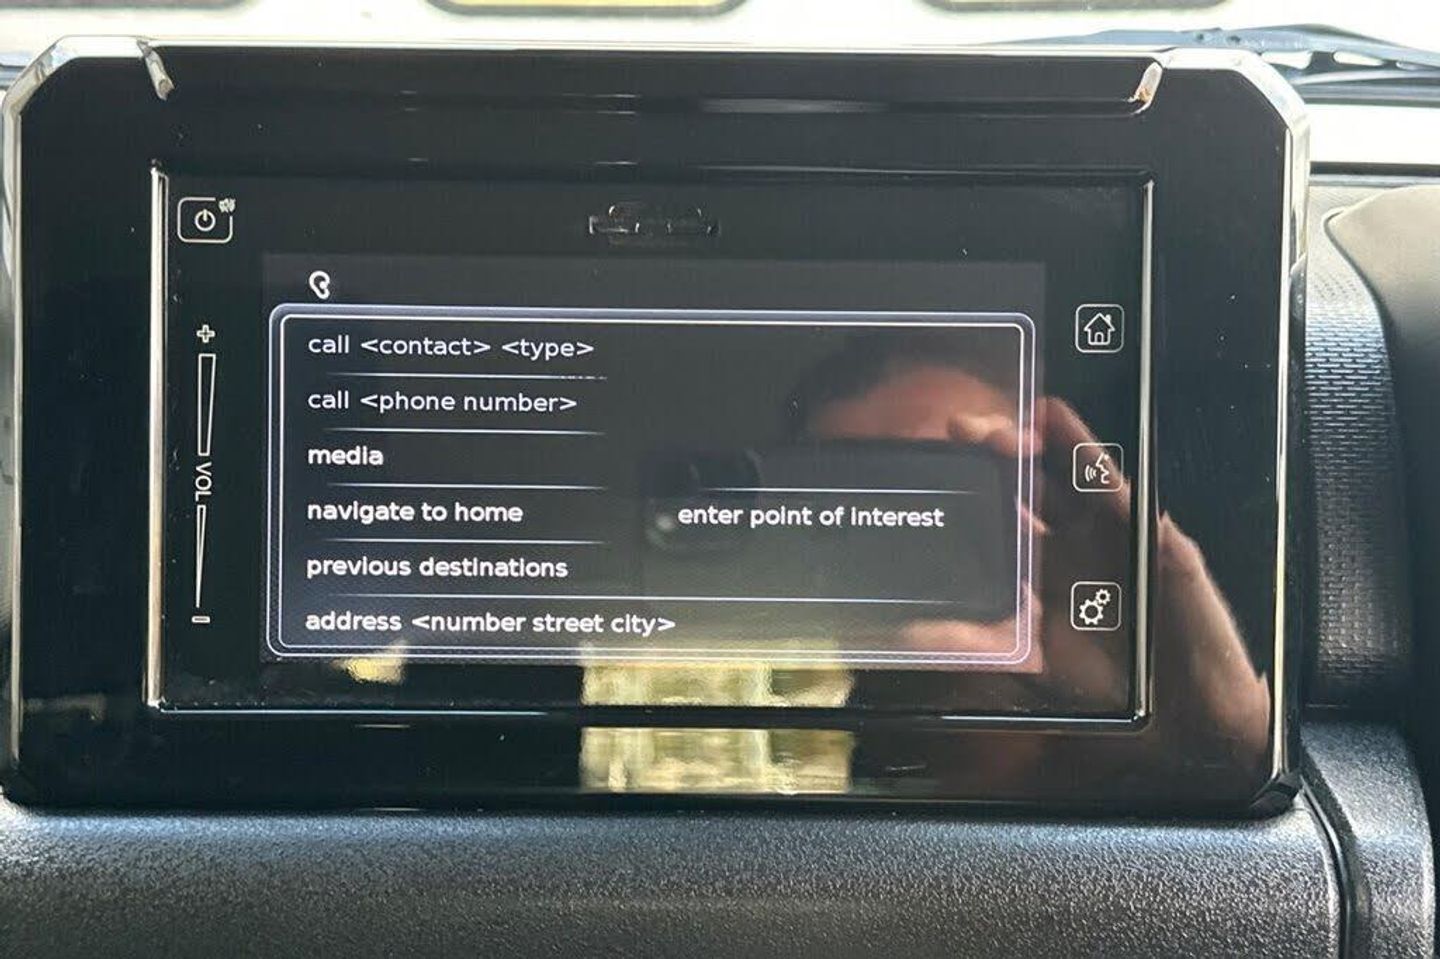 call <contact> <type>
call <phone number>
media
navigate to home
enter point of interest
previous destinations
address <number street city>
VOL